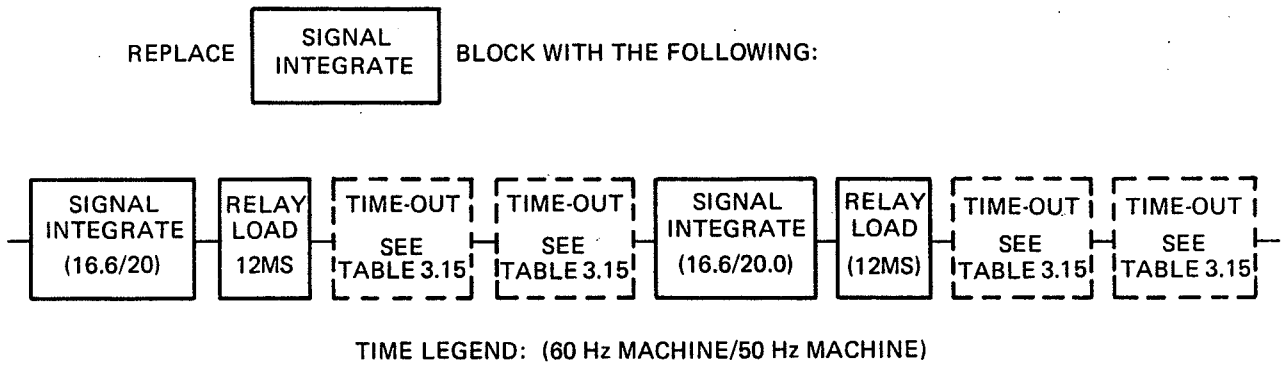 REPLACE SIGNAL INTEGRATE BLOCK WITH THE FOLLOWING:
SIGNAL INTEGRATE (16.6/20)
RELAY LOAD 12MS
TIME-OUT SEE TABLE 3.15
TIME-OUT SEE TABLE 3.15
SIGNAL INTEGRATE (16.6/20.0)
RELAY LOAD (12MS)
TIME-OUT SEE TABLE 3.15
TIME-OUT SEE TABLE 3.15
TIME LEGEND: (60 Hz MACHINE/50 Hz MACHINE)